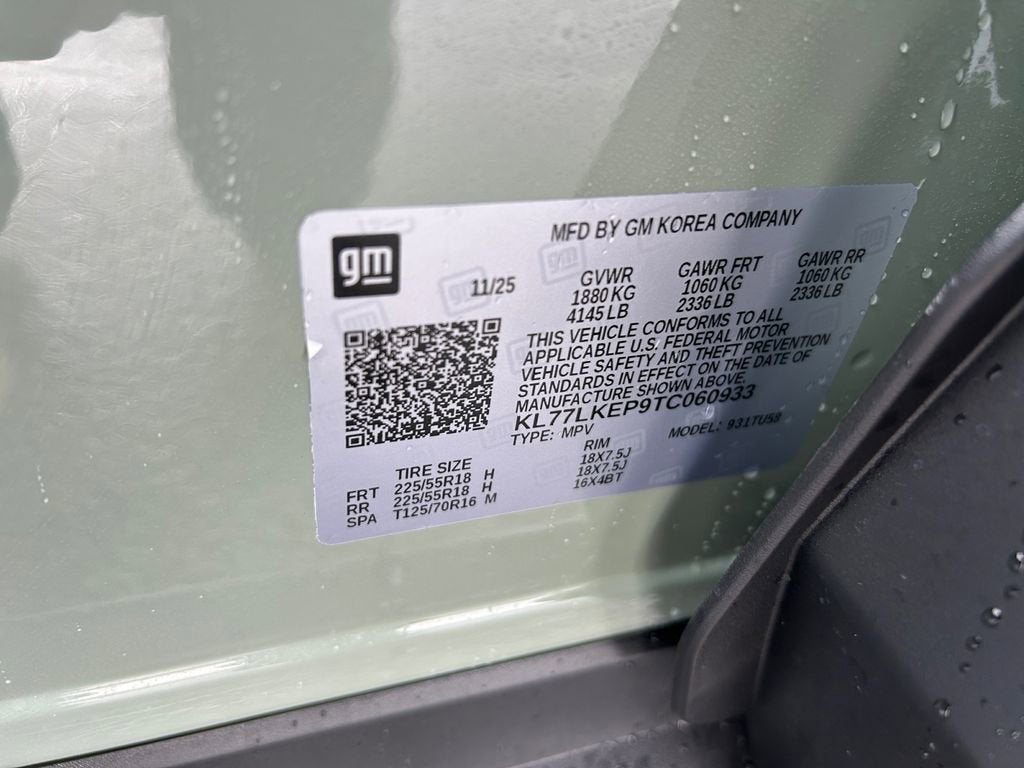 gm
MFD BY GM KOREA COMPANY
11/25
GVWR
1880 KG
4145 LB
GAWR FRT
1060 KG
2336 LB
GAWR RR
1060 KG
2336 LB
THIS VEHICLE CONFORMS TO ALL
APPLICABLE U.S. FEDERAL MOTOR
VEHICLE SAFETY AND THEFT PREVENTION
STANDARDS IN EFFECT ON THE DATE OF
MANUFACTURE SHOWN ABOVE.
KL77LKEP9TC060933
TYPE: MPV MODEL: 931TU58
TIRE SIZE RIM
FRT 225/55R18 H 18X7.5J
RR 225/55R18 H 18X7.5J
SPA T125/70R16 M 16X4BT